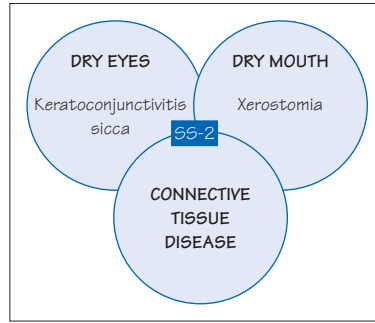 DRY EYES
Keratoconjunctivitis
sicca
DRY MOUTH
Xerostomia
SS-2
CONNECTIVE
TISSUE
DISEASE